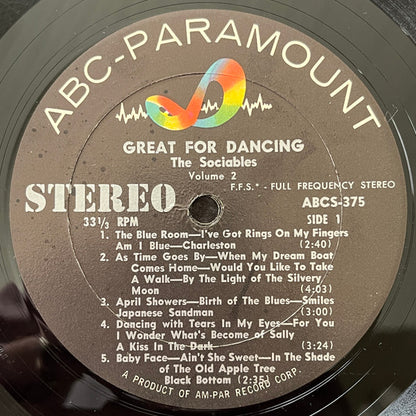 ABC-PARAMOUNT
GREAT FOR DANCING
The Sociables
Volume 2
F.F.S.* - FULL FREQUENCY STEREO
STEREO
ABCS-375
33 1/3 RPM
SIDE 1
1. The Blue Room—I've Got Rings On My Fingers
Am I Blue—Charleston (2:40)
2. As Time Goes By—When My Dream Boat
Comes Home—Would You Like To Take
A Walk—By The Light of The Silvery
Moon (4:03)
3. April Showers—Birth of The Blues—Smiles
Japanese Sandman (3:00)
4. Dancing with Tears In My Eyes—For You
I Wonder What's Become of Sally
A Kiss In The Dark (3:24)
5. Baby Face—Ain't She Sweet—In the Shade
of The Old Apple Tree
Black Bottom (2:35)
A PRODUCT OF AM-PAR RECORD CORP.